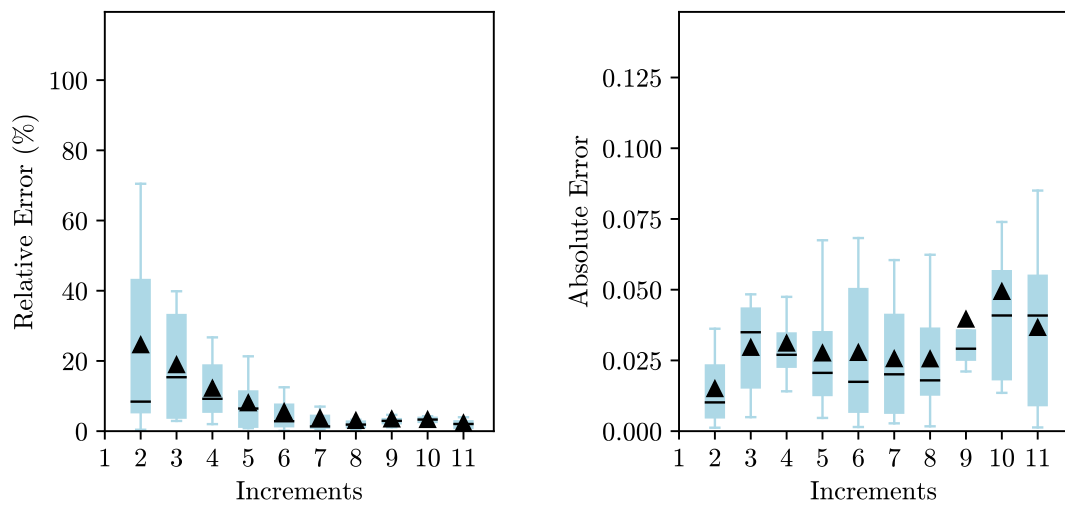 100
80
60
40
20
0
Relative Error (%)
1 2 3 4 5 6 7 8 9 10 11
Increments
0.125
0.100
0.075
0.050
0.025
0.000
Absolute Error
1 2 3 4 5 6 7 8 9 10 11
Increments